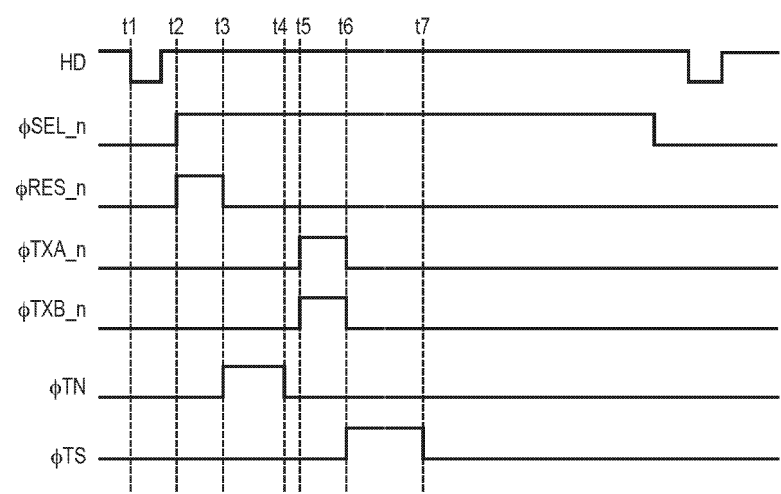 t1 t2 t3 t4 t5 t6 t7
HD
ϕSEL_n
ϕRES_n
ϕTXA_n
ϕTXB_n
ϕTN
ϕTS